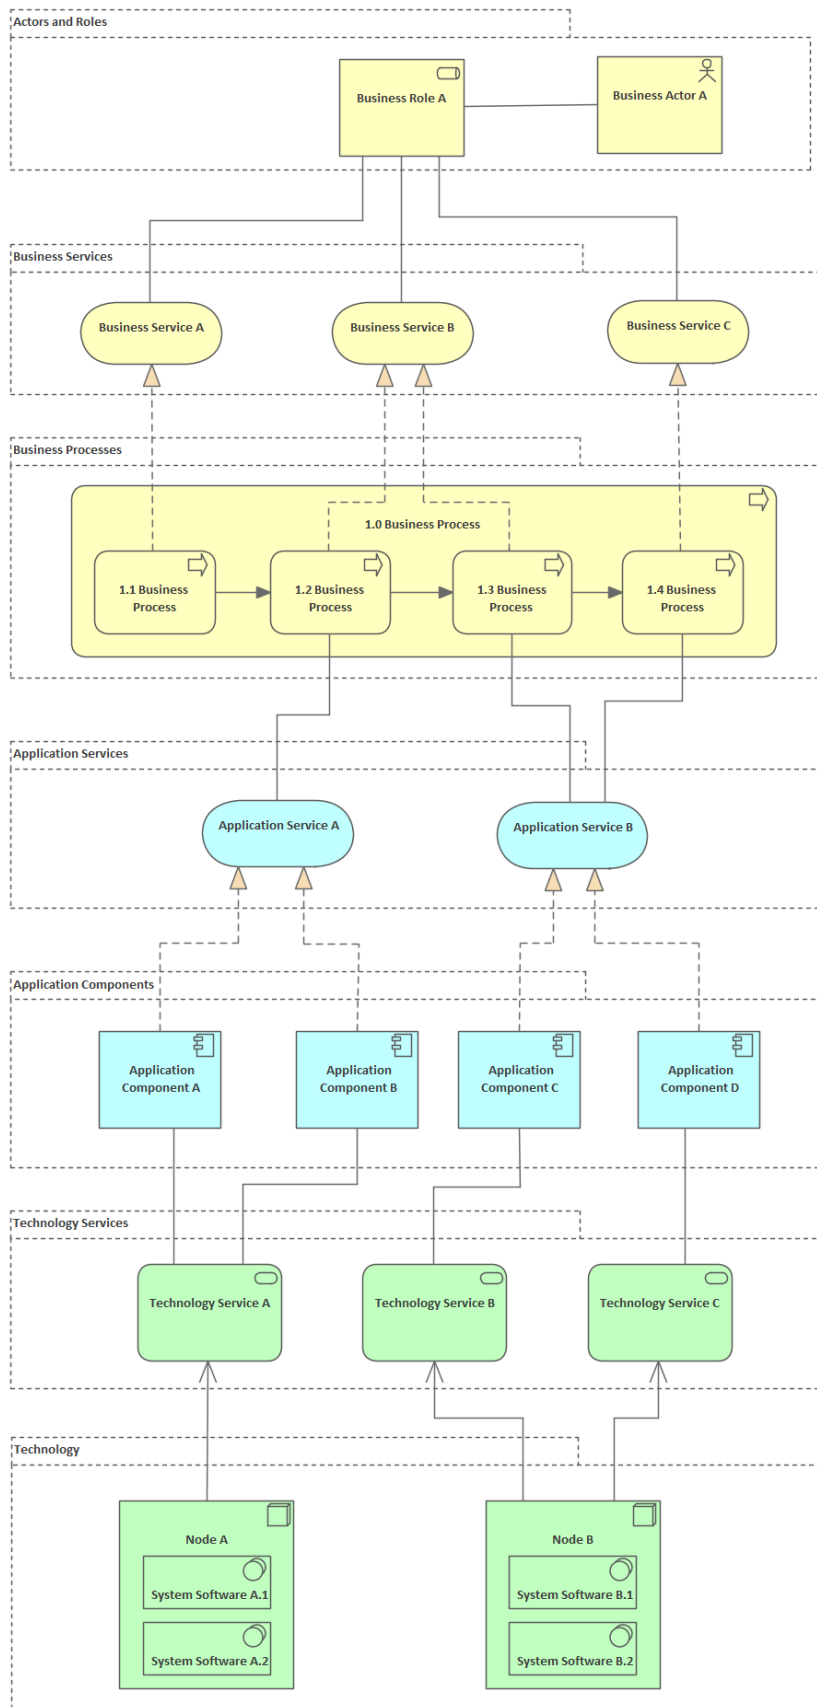 Actors and Roles
Business Role A
Business Actor A
Business Services
Business Service A
Business Service B
Business Service C
Business Processes
1.0 Business Process
1.1 Business
Process
1.2 Business
Process
1.3 Business
Process
1.4 Business
Process
Application Services
Application Service A
Application Service B
Application Components
Application
Component A
Application
Component B
Application
Component C
Application
Component D
Technology Services
Technology Service A
Technology Service B
Technology Service C
Technology
Node A
System Software A.1
System Software A.2
Node B
System Software B.1
System Software B.2